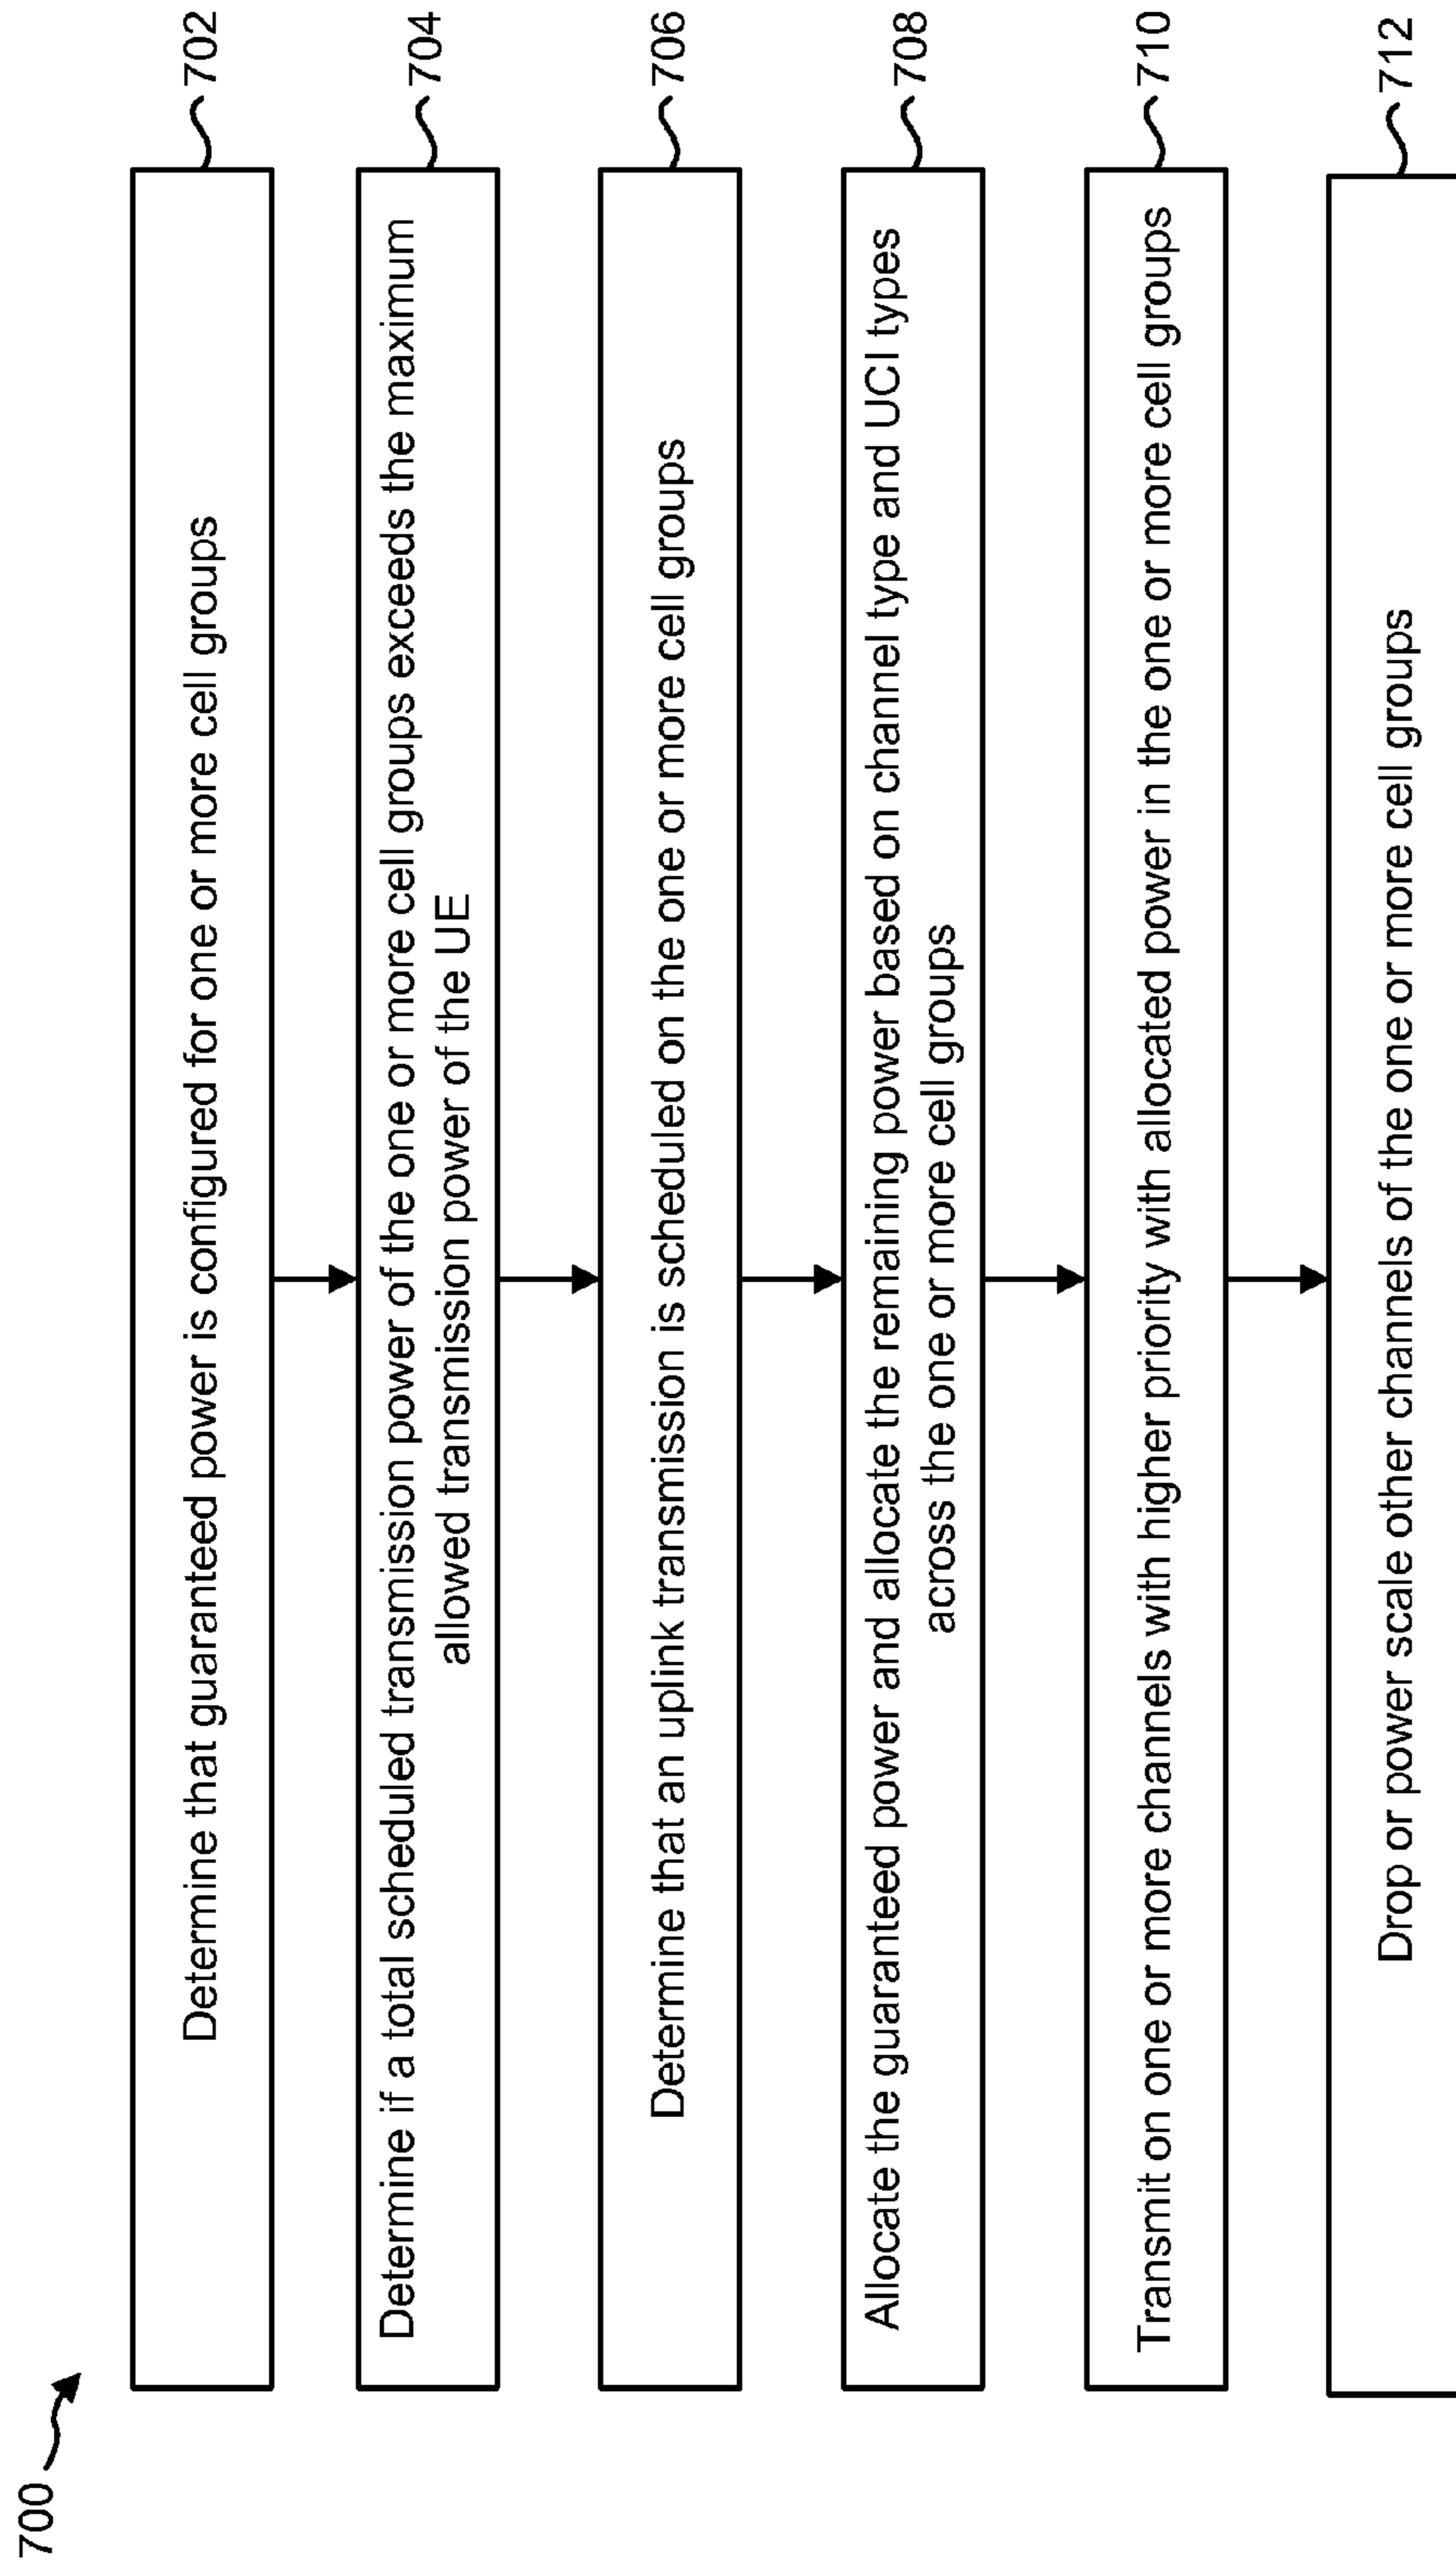 700
Determine that guaranteed power is configured for one or more cell groups
702
Determine if a total scheduled transmission power of the one or more cell groups exceeds the maximum
allowed transmission power of the UE
704
Determine that an uplink transmission is scheduled on the one or more cell groups
706
Allocate the guaranteed power and allocate the remaining power based on channel type and UCI types
across the one or more cell groups
708
Transmit on one or more channels with higher priority with allocated power in the one or more cell groups
710
Drop or power scale other channels of the one or more cell groups
712